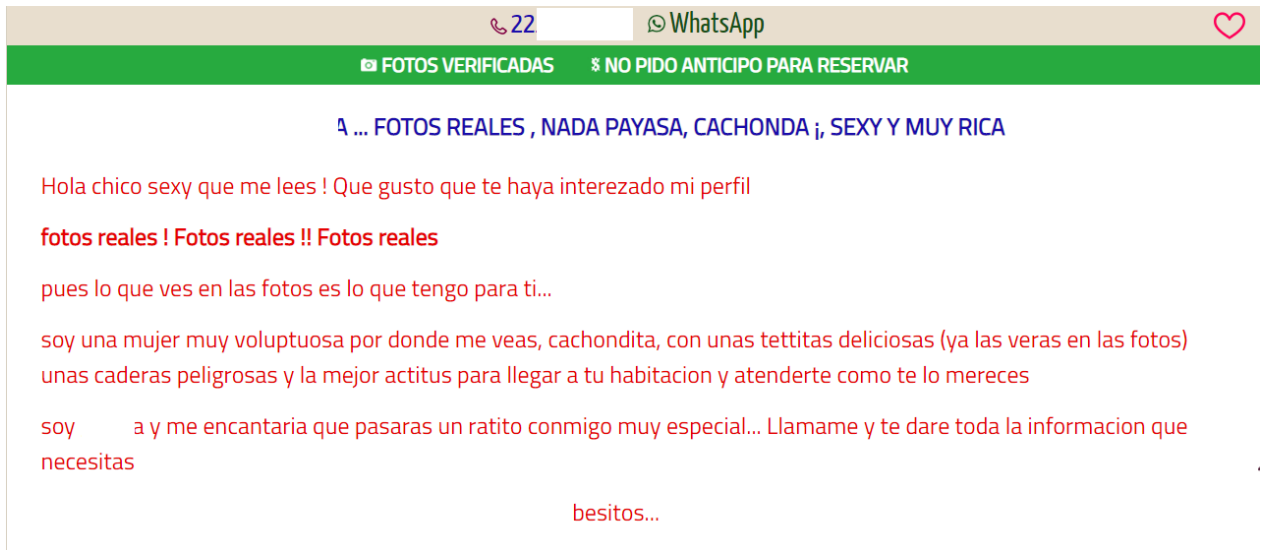 22
WhatsApp
FOTOS VERIFICADAS
$ NO PIDO ANTICIPO PARA RESERVAR
A ... FOTOS REALES , NADA PAYASA, CACHONDA ¡, SEXY Y MUY RICA
Hola chico sexy que me lees ! Que gusto que te haya interezado mi perfil
fotos reales ! Fotos reales !! Fotos reales
pues lo que ves en las fotos es lo que tengo para ti...
soy una mujer muy voluptuosa por donde me veas, cachondita, con unas tettitas deliciosas (ya las veras en las fotos)
unas caderas peligrosas y la mejor actitus para llegar a tu habitacion y atenderte como te lo mereces
soy a y me encantaria que pasaras un ratito conmigo muy especial... Llamame y te dare toda la informacion que
necesitas
besitos...